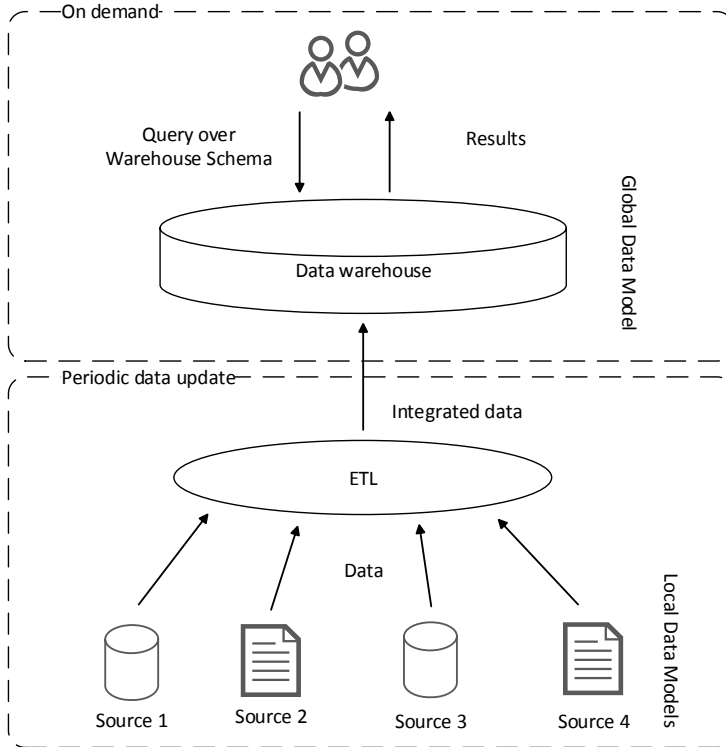 On demand
Query over
Warehouse Schema
Results
Global Data Model
Data warehouse
Periodic data update
Integrated data
ETL
Data
Local Data Models
Source 1
Source 2
Source 3
Source 4